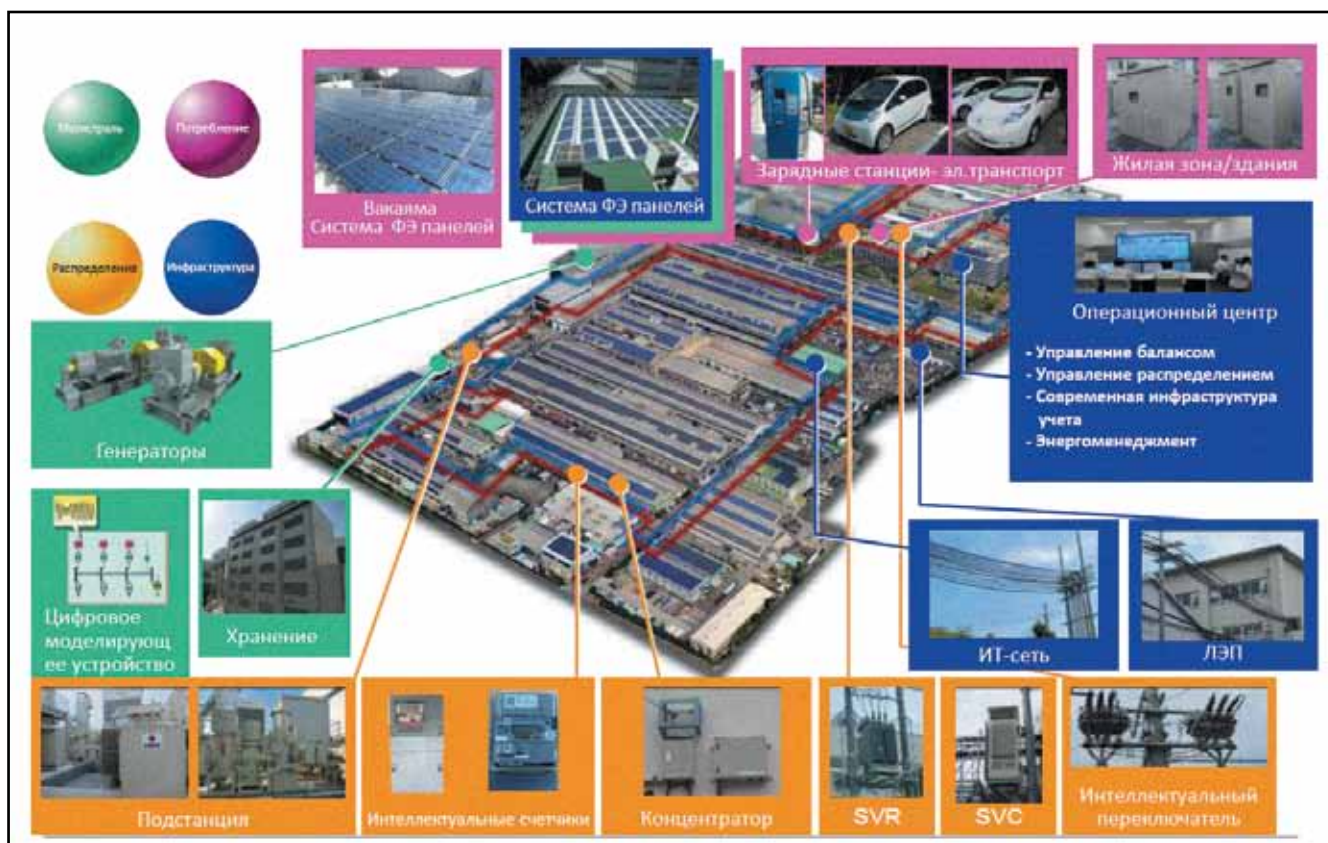 Магистраль
Потребление
Распределение
Инфраструктура
Вакаяма
Система ФЭ панелей
Система ФЭ панелей
Зарядные станции- эл.транспорт
Жилая зона/здания
Операционный центр
- Управление балансом
- Управление распределением
- Современная инфраструктура
учета
- Энергоменеджмент
Генераторы
Цифровое
моделирующ
ее устройство
Хранение
ИТ-сеть
ЛЭП
Подстанция
Интеллектуальные счетчики
Концентратор
SVR
SVC
Интеллектуальный
переключатель